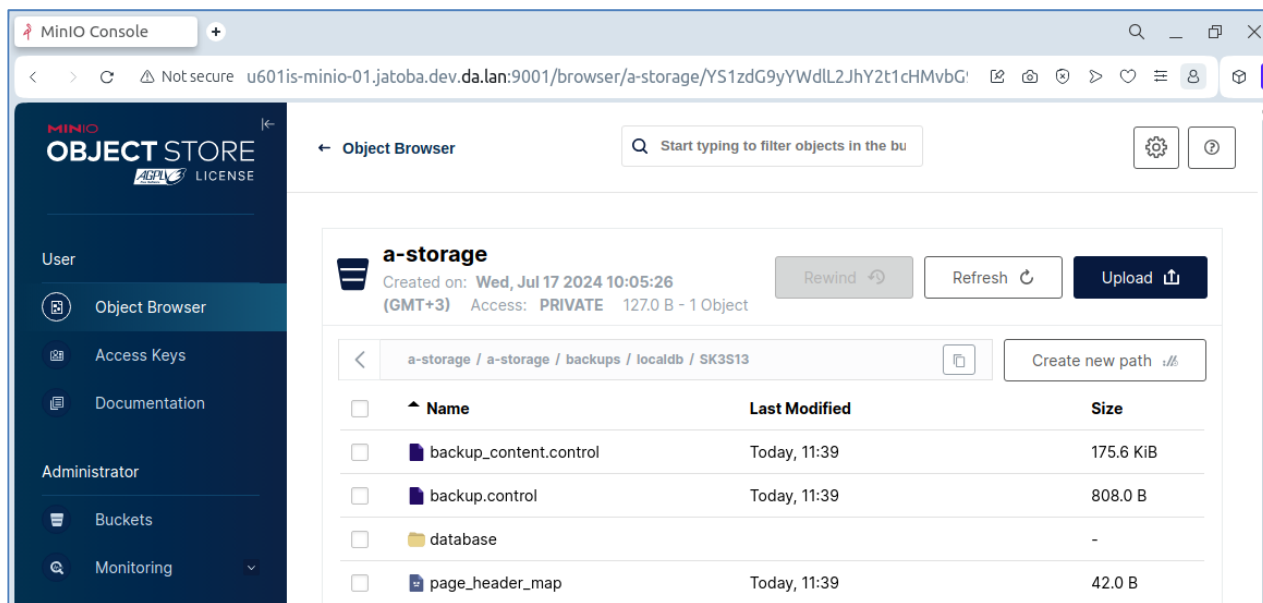 MinIO Console
Not secure u601is-minio-01.jatoba.dev.da.lan:9001/browser/a-storage/YS1zdG9yYWdlL2JhY2t1cHMvbG
MINIO
OBJECT STORE
AGPLv3 LICENSE
Object Browser
Start typing to filter objects in the bu
User
Object Browser
Access Keys
Documentation
Administrator
Buckets
Monitoring
a-storage
Created on: Wed, Jul 17 2024 10:05:26
(GMT+3) Access: PRIVATE 127.0 B - 1 Object
Rewind
Refresh
Upload
a-storage / a-storage / backups / localdb / SK3S13
Create new path
Name Last Modified Size
backup_content.control Today, 11:39 175.6 KiB
backup.control Today, 11:39 808.0 B
database -
page_header_map Today, 11:39 42.0 B